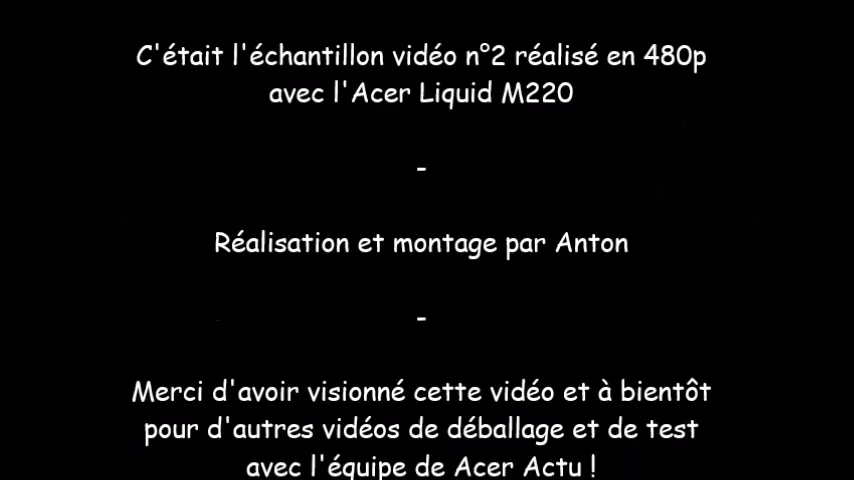 C'était l'échantillon vidéo n°2 réalisé en 480p
avec l'Acer Liquid M220
-
Réalisation et montage par Anton
-
Merci d'avoir visionné cette vidéo et à bientôt
pour d'autres vidéos de déballage et de test
avec l'équipe de Acer Actu !